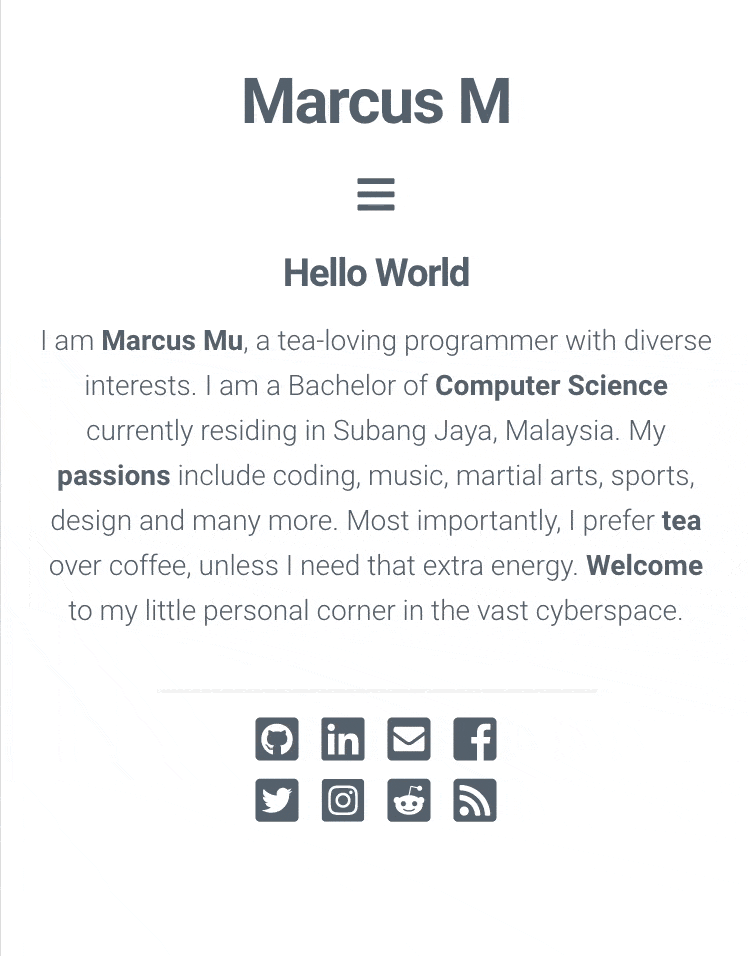 Marcus M
Hello World
I am Marcus Mu, a tea-loving programmer with diverse
interests. I am a Bachelor of Computer Science
currently residing in Subang Jaya, Malaysia. My
passions include coding, music, martial arts, sports,
design and many more. Most importantly, I prefer tea
over coffee, unless I need that extra energy. Welcome
to my little personal corner in the vast cyberspace.